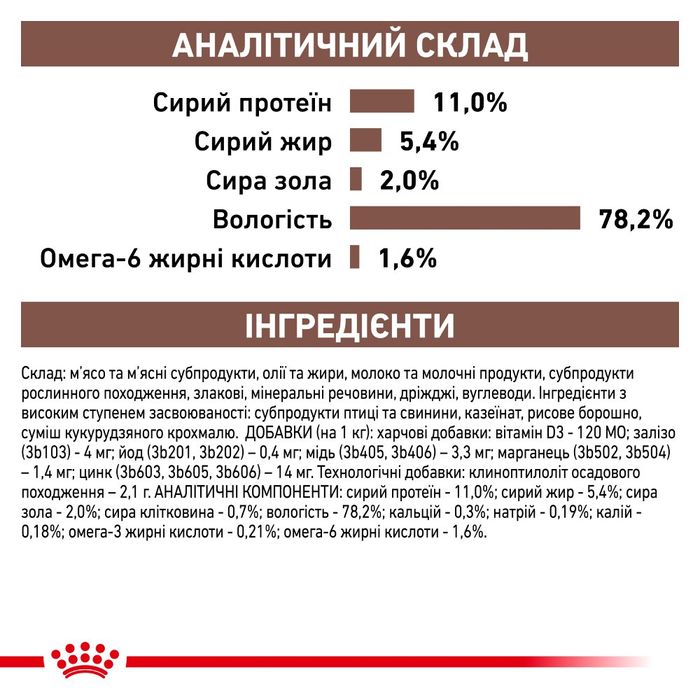 АНАЛІТИЧНИЙ СКЛАД
Сирий протеїн 11,0%
Сирий жир 5,4%
Сира зола 2,0%
Вологість 78,2%
Омега-6 жирні кислоти 1,6%
ІНГРЕДІЄНТИ
Склад: м'ясо та м'ясні субпродукти, олії та жири, молоко та молочні продукти, субпродукти
рослинного походження, злакові, мінеральні речовини, дріжджі, вуглеводи. Інгредієнти з
високим ступенем засвоюваності: субпродукти птиці та свинини, казеїнат, рисове борошно,
суміш кукурудзяного крохмалю. ДОБАВКИ (на 1 кг): харчові добавки: вітамін D3 - 120 МО; залізо
(3b103) - 4 мг; йод (3b201, 3b202) – 0,4 мг; мідь (3b405, 3b406) – 3,3 мг; марганець (3b502, 3b504)
– 1,4 мг; цинк (3b603, 3b605, 3b606) – 14 мг. Технологічні добавки: клиноптилоліт осадового
походження – 2,1 г. АНАЛІТИЧНІ КОМПОНЕНТИ: сирий протеїн - 11,0%; сирий жир - 5,4%; сира
зола - 2,0%; сира клітковина - 0,7%; вологість - 78,2%; кальцій - 0,3%; натрій - 0,19%; калій -
0,18%; омега-3 жирні кислоти - 0,21%; омега-6 жирні кислоти - 1,6%.